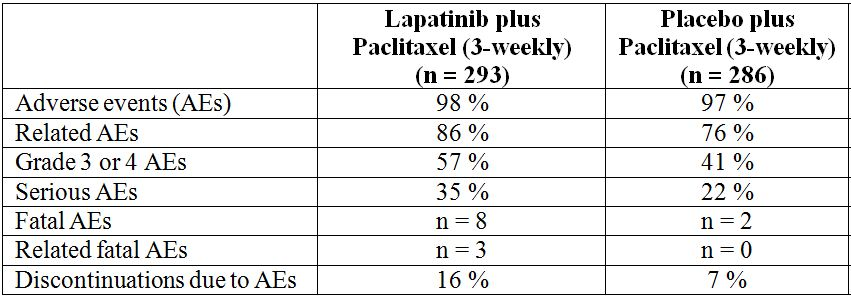 Lapatinib plus Paclitaxel (3-weekly) (n = 293) Placebo plus Paclitaxel (3-weekly) (n = 286)
Adverse events (AEs) 98 % 97 %
Related AEs 86 % 76 %
Grade 3 or 4 AEs 57 % 41 %
Serious AEs 35 % 22 %
Fatal AEs n = 8 n = 2
Related fatal AEs n = 3 n = 0
Discontinuations due to AEs 16 % 7 %